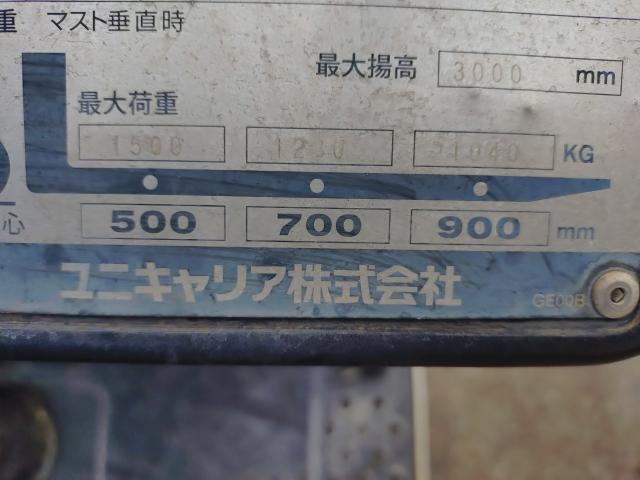 重 マスト垂直時
最大揚高 3000 mm
最大荷重
1500 1230 1040 KG
心 500 700 900 mm
ユニキャリア株式会社
GE00B